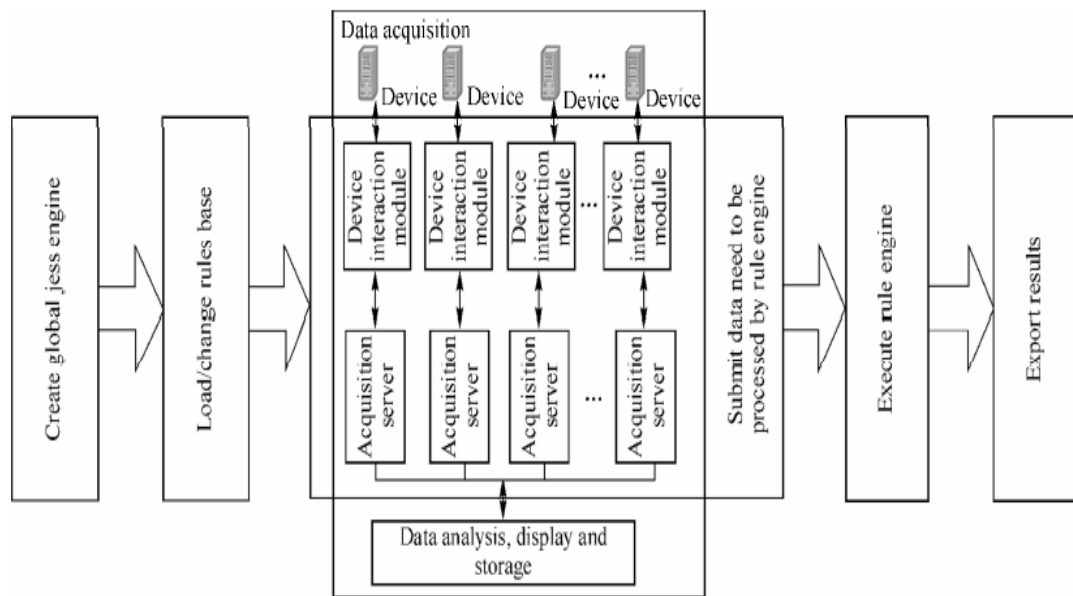 Data acquisition
...
Device
Device
Device
Device
Create global jess engine
Load/change rules base
Device
interaction
module
Device
interaction
module
Device
interaction
module
...
...
Device
interaction
module
Acquisition
server
Acquisition
server
Acquisition
server
...
Acquisition
server
Submit data need to be
processed by rule engine
Execute rule engine
Export results
Data analysis, display and
storage